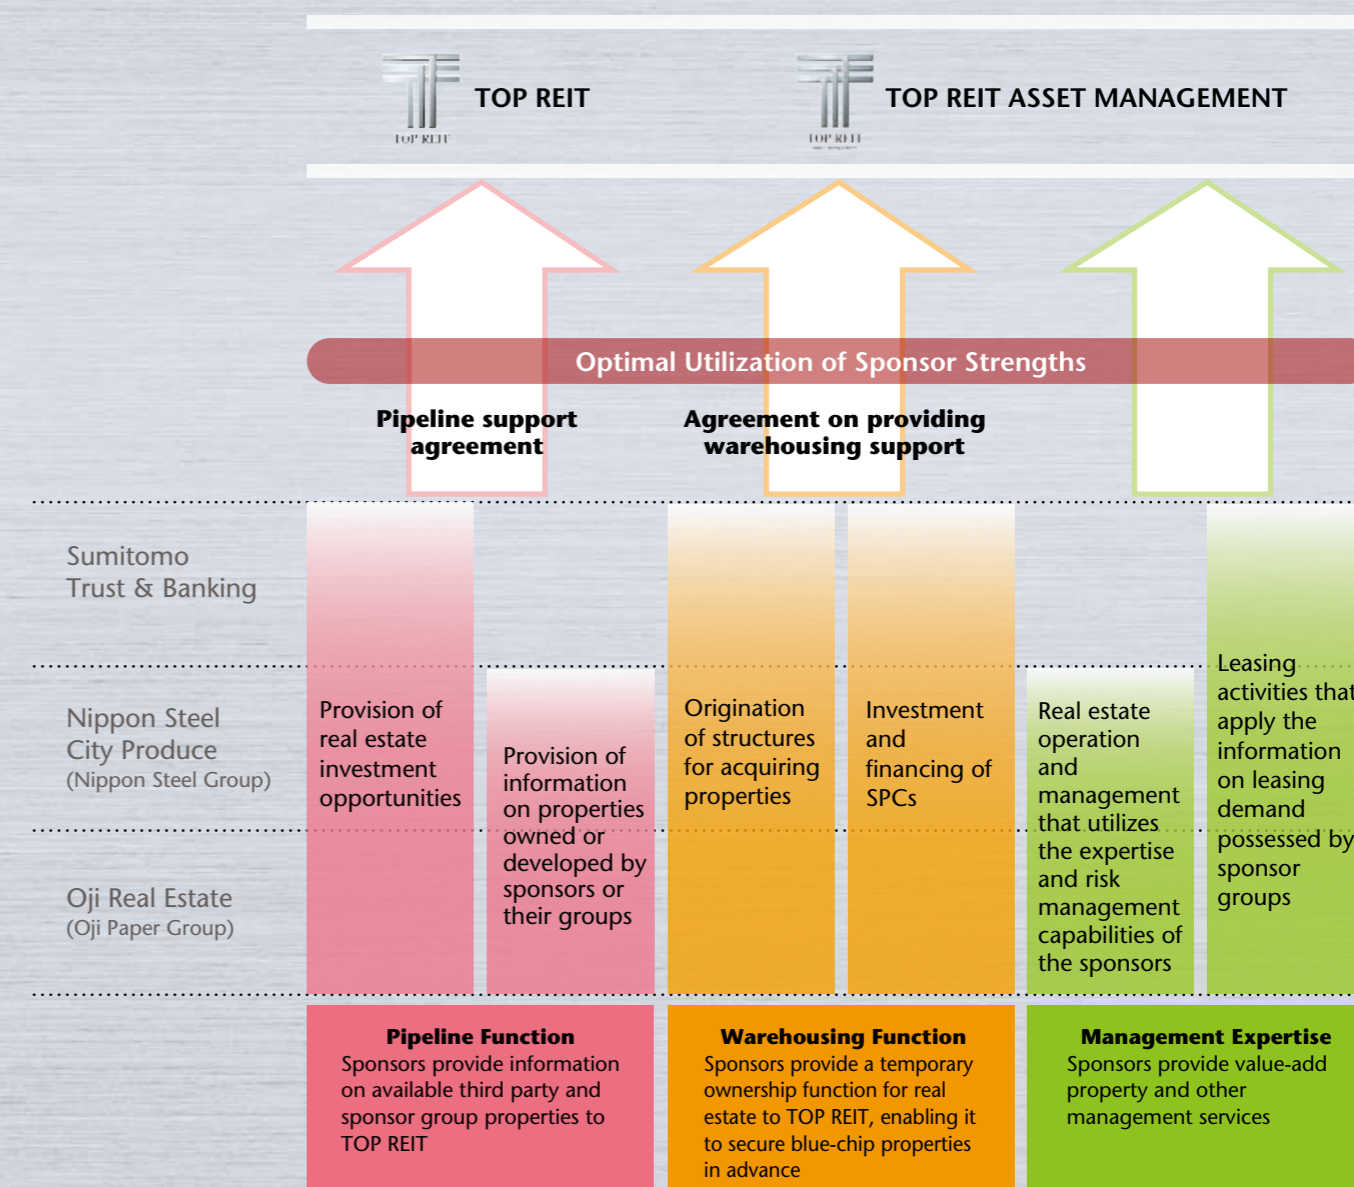 TOP REIT
TOP REIT
TOP REIT ASSET MANAGEMENT
TOP REIT
Optimal Utilization of Sponsor Strengths
Pipeline support
agreement
Agreement on providing
warehousing support
Sumitomo
Trust & Banking
Nippon Steel
City Produce
(Nippon Steel Group)
Oji Real Estate
(Oji Paper Group)
Provision of
real estate
investment
opportunities
Provision of
information
on properties
owned or
developed by
sponsors or
their groups
Origination
of structures
for acquiring
properties
Investment
and
financing of
SPCs
Real estate
operation
and
management
that utilizes
the expertise
and risk
management
capabilities of
the sponsors
Leasing
activities that
apply the
information
on leasing
demand
possessed by
sponsor
groups
Pipeline Function
Sponsors provide information
on available third party and
sponsor group properties to
TOP REIT
Warehousing Function
Sponsors provide a temporary
ownership function for real
estate to TOP REIT, enabling it
to secure blue-chip properties
in advance
Management Expertise
Sponsors provide value-add
property and other
management services